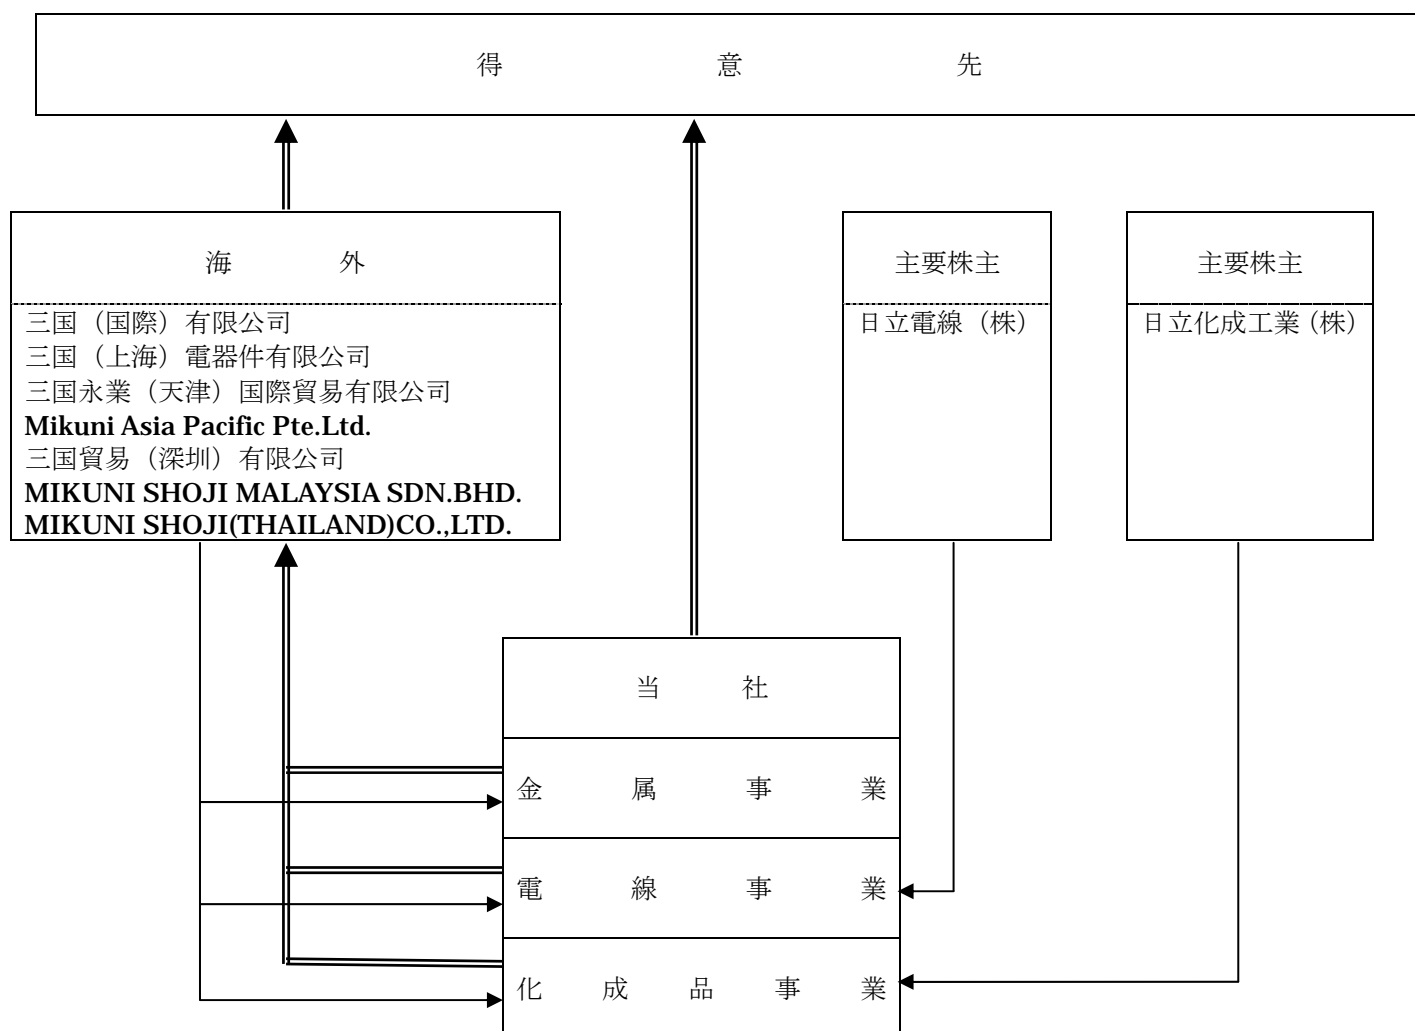 得意先
海外
三国（国際）有限公司
三国（上海）電器件有限公司
三国永業（天津）国際貿易有限公司
Mikuni Asia Pacific Pte.Ltd.
三国貿易（深圳）有限公司
MIKUNI SHOJI MALAYSIA SDN.BHD.
MIKUNI SHOJI(THAILAND)CO.,LTD.
主要株主
日立電線（株）
主要株主
日立化成工業（株）
当社
金属事業
電線事業
化成品事業